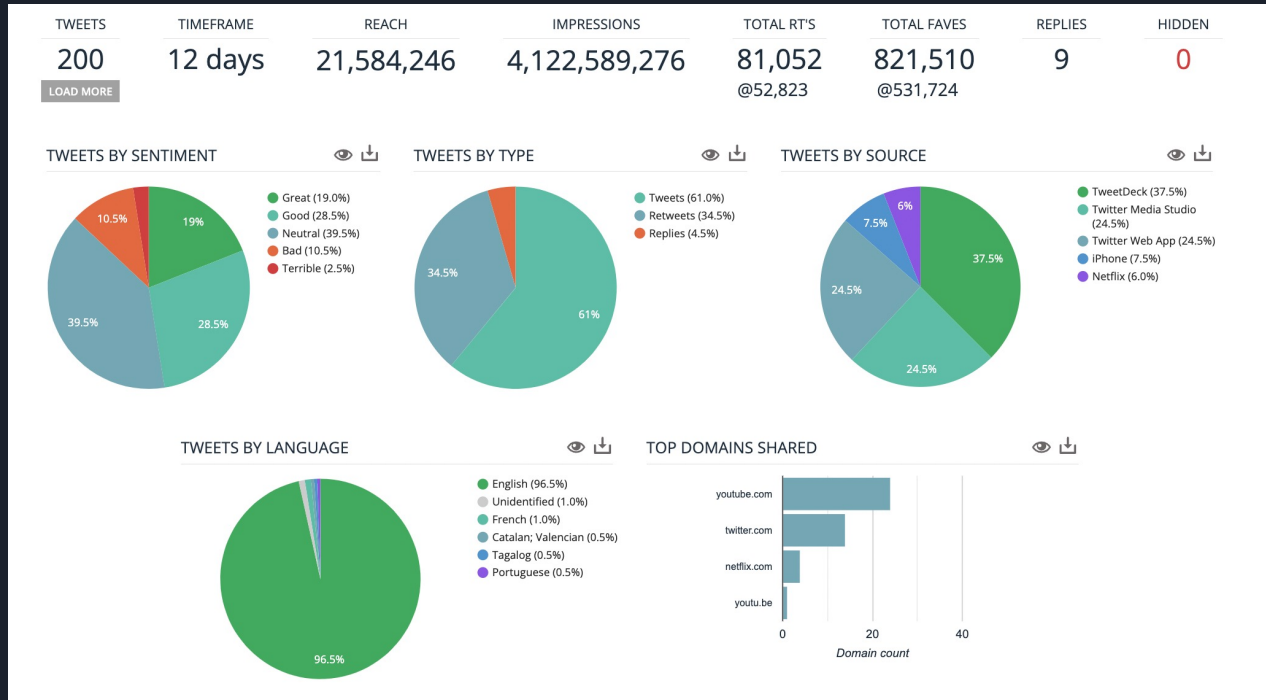 TWEETS
TIMEFRAME
REACH
IMPRESSIONS
TOTAL RT'S
TOTAL FAVES
REPLIES
HIDDEN
200
12 days
21,584,246
4,122,589,276
81,052
821,510
9
0
LOAD MORE
@52,823
@531,724
TWEETS BY SENTIMENT
19%
28.5%
39.5%
10.5%
Great (19.0%)
Good (28.5%)
Neutral (39.5%)
Bad (10.5%)
Terrible (2.5%)
TWEETS BY TYPE
61%
34.5%
Tweets (61.0%)
Retweets (34.5%)
Replies (4.5%)
TWEETS BY SOURCE
37.5%
24.5%
24.5%
7.5%
6%
TweetDeck (37.5%)
Twitter Media Studio
(24.5%)
Twitter Web App (24.5%)
iPhone (7.5%)
Netflix (6.0%)
TWEETS BY LANGUAGE
96.5%
English (96.5%)
Unidentified (1.0%)
French (1.0%)
Catalan; Valencian (0.5%)
Tagalog (0.5%)
Portuguese (0.5%)
TOP DOMAINS SHARED
youtube.com
twitter.com
netflix.com
youtu.be
0
20
40
Domain count